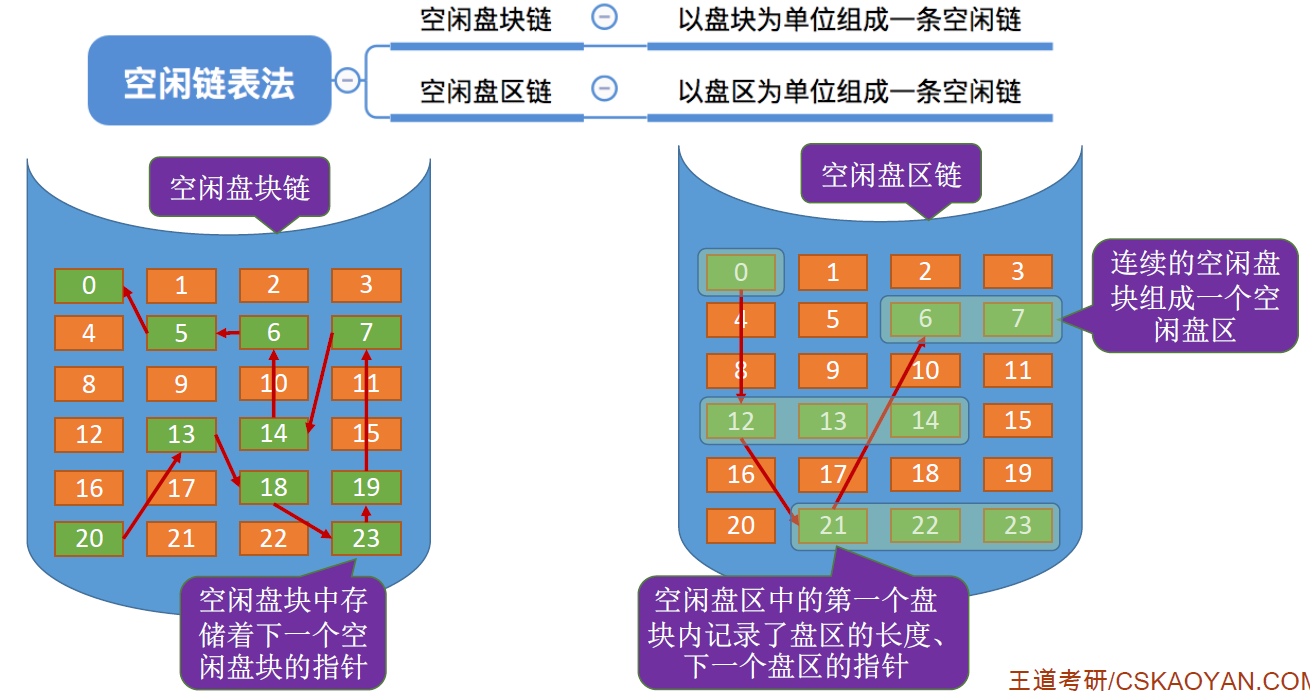 空闲链表法
空闲盘块链
以盘块为单位组成一条空闲链
空闲盘区链
以盘区为单位组成一条空闲链
空闲盘块链
0 1 2 3
4 5 6 7
8 9 10 11
12 13 14 15
16 17 18 19
20 21 22 23
空闲盘块中存
储着下一个空
闲盘块的指针
空闲盘区链
0 1 2 3
4 5 6 7
8 9 10 11
12 13 14 15
16 17 18 19
20 21 22 23
连续的空闲盘
块组成一个空
闲盘区
空闲盘区中的第一个盘
块内记录了盘区的长度、
下一个盘区的指针
王道考研/CSKAOYAN.COM